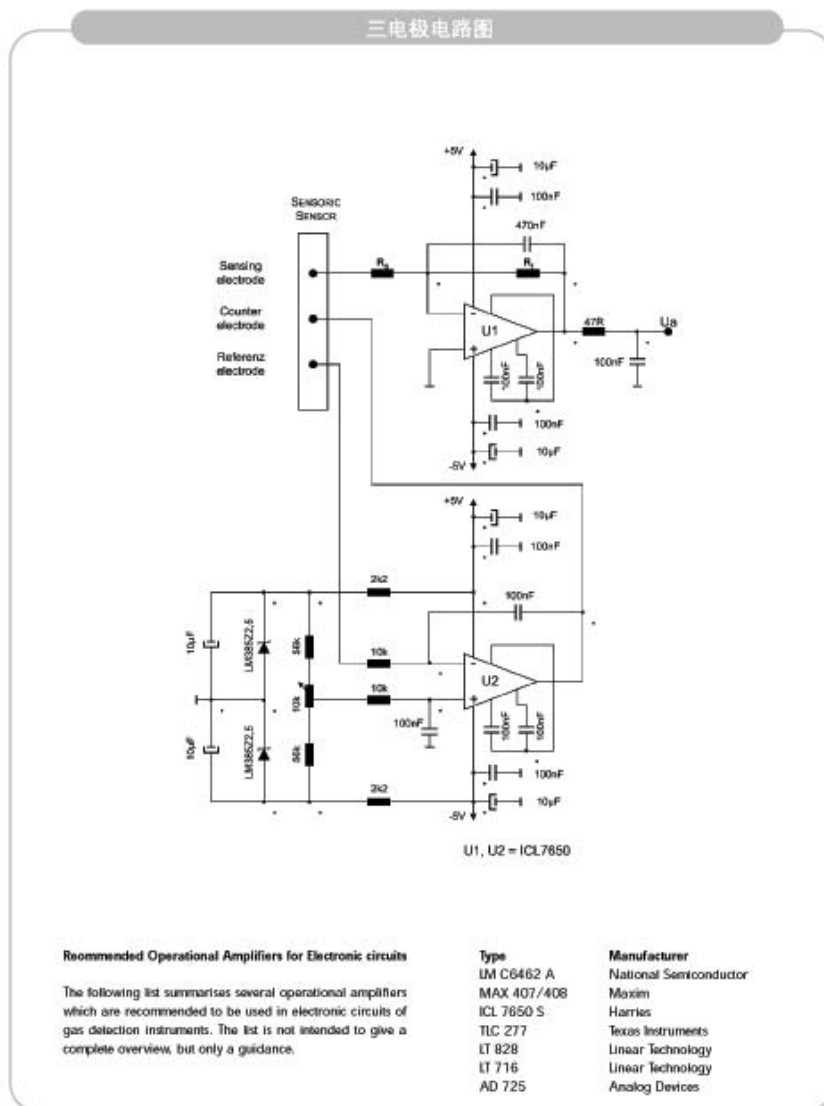 三电极电路图
+5V
10µF
100nF
SENSORIC
SENSOR
470nF
Sensing
electrode
Counter
electrode
Referenz
electrode
U1
47R
Ua
100nF
100nF
100nF
100nF
10µF
-5V
+5V
10µF
100nF
2k2
100nF
10µF
LM385Z2,5
56k
10k
U2
10k
10k
100nF
100nF
100nF
10µF
LM385Z2,5
56k
100nF
2k2
10µF
-5V
U1, U2 = ICL7650
Reommended Operational Amplifiers for Electronic circuits
The following list summarises several operational amplifiers
which are recommended to be used in electronic circuits of
gas detection instruments. The list is not intended to give a
complete overview, but only a guidance.
Type Manufacturer
LM C6462 A National Semiconductor
MAX 407/408 Maxim
ICL 7650 S Harries
TLC 277 Texas Instruments
LT 828 Linear Technology
LT 716 Linear Technology
AD 725 Analog Devices